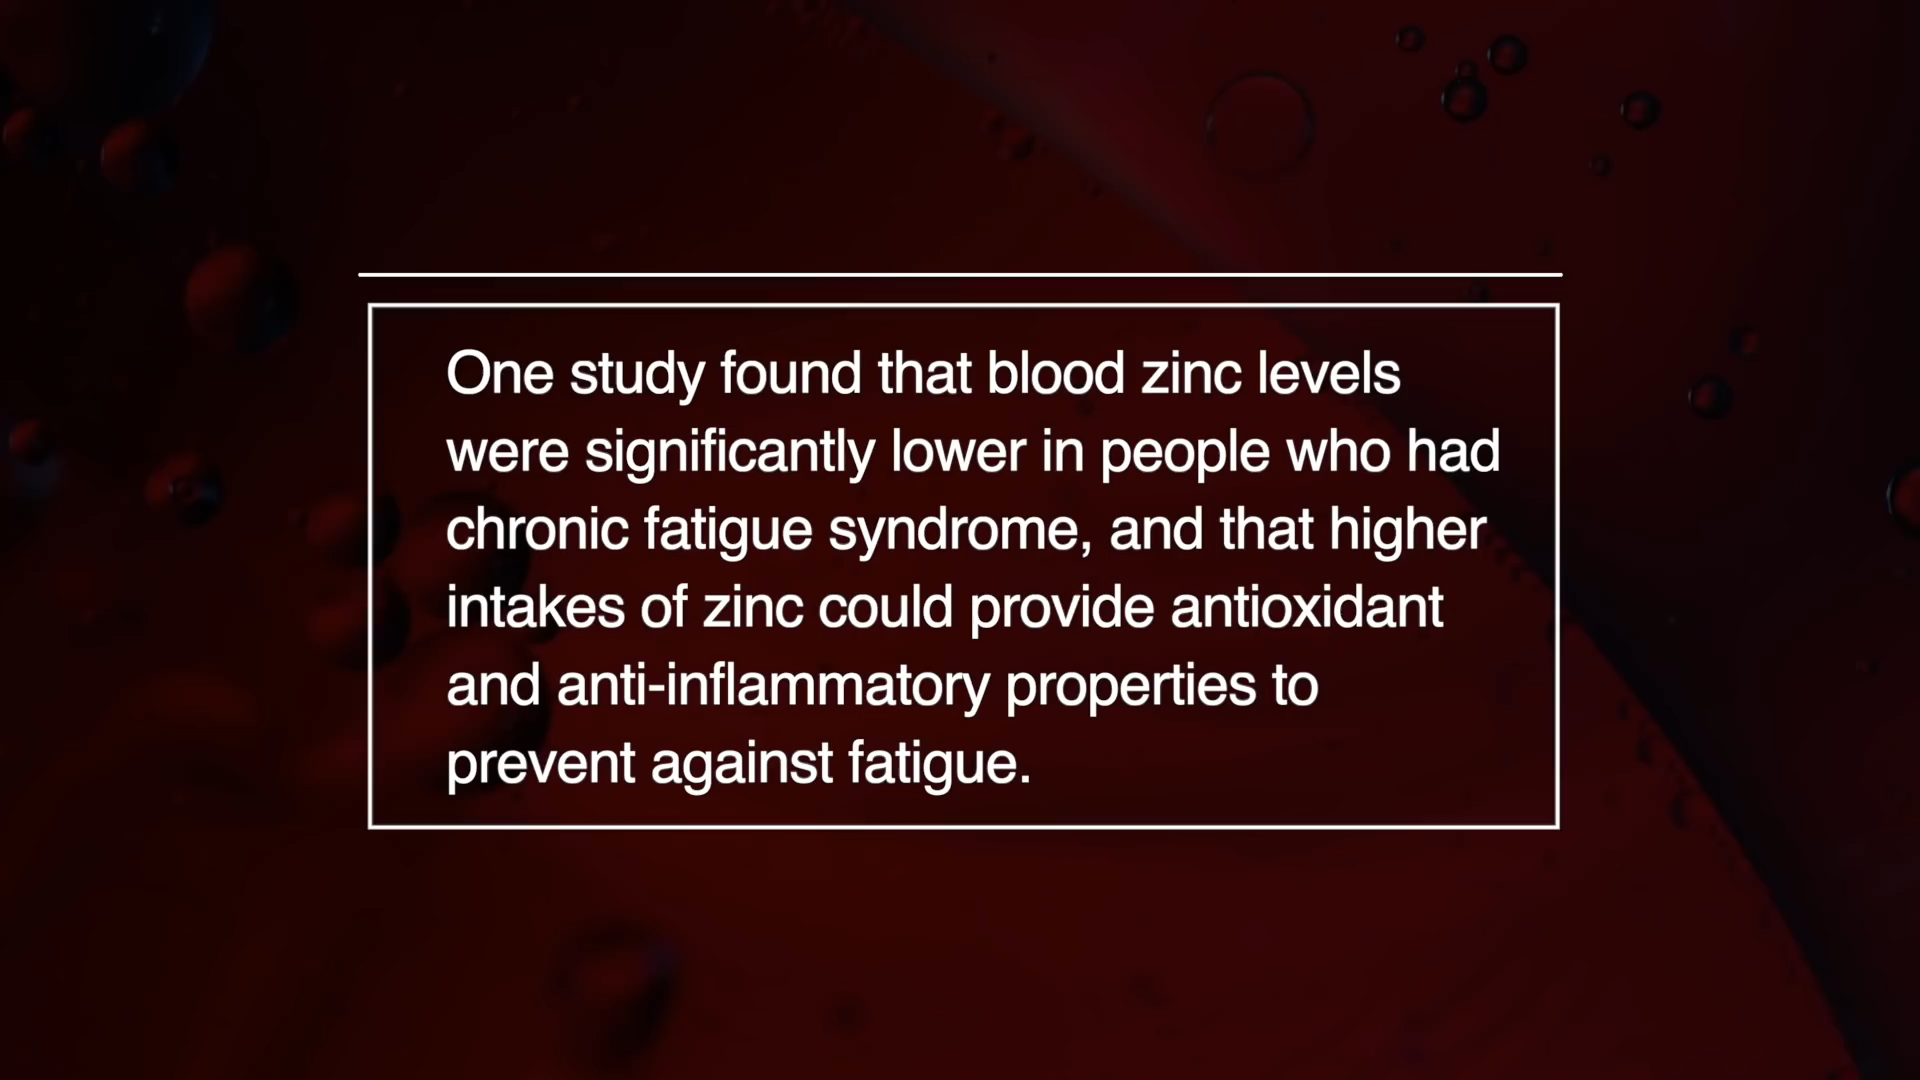 One study found that blood zinc levels
were significantly lower in people who had
chronic fatigue syndrome, and that higher
intakes of zinc could provide antioxidant
and anti-inflammatory properties to
prevent against fatigue.